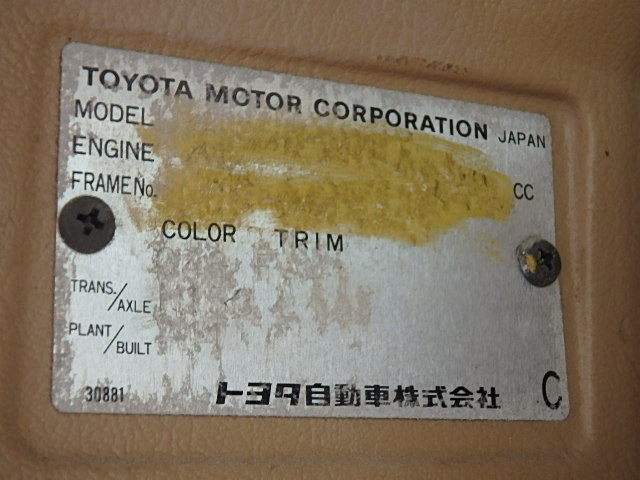 TOYOTA MOTOR CORPORATION JAPAN
MODEL
ENGINE CC
FRAME No.
COLOR TRIM
TRANS./AXLE
PLANT/BUILT
30881 トヨタ自動車株式会社 C